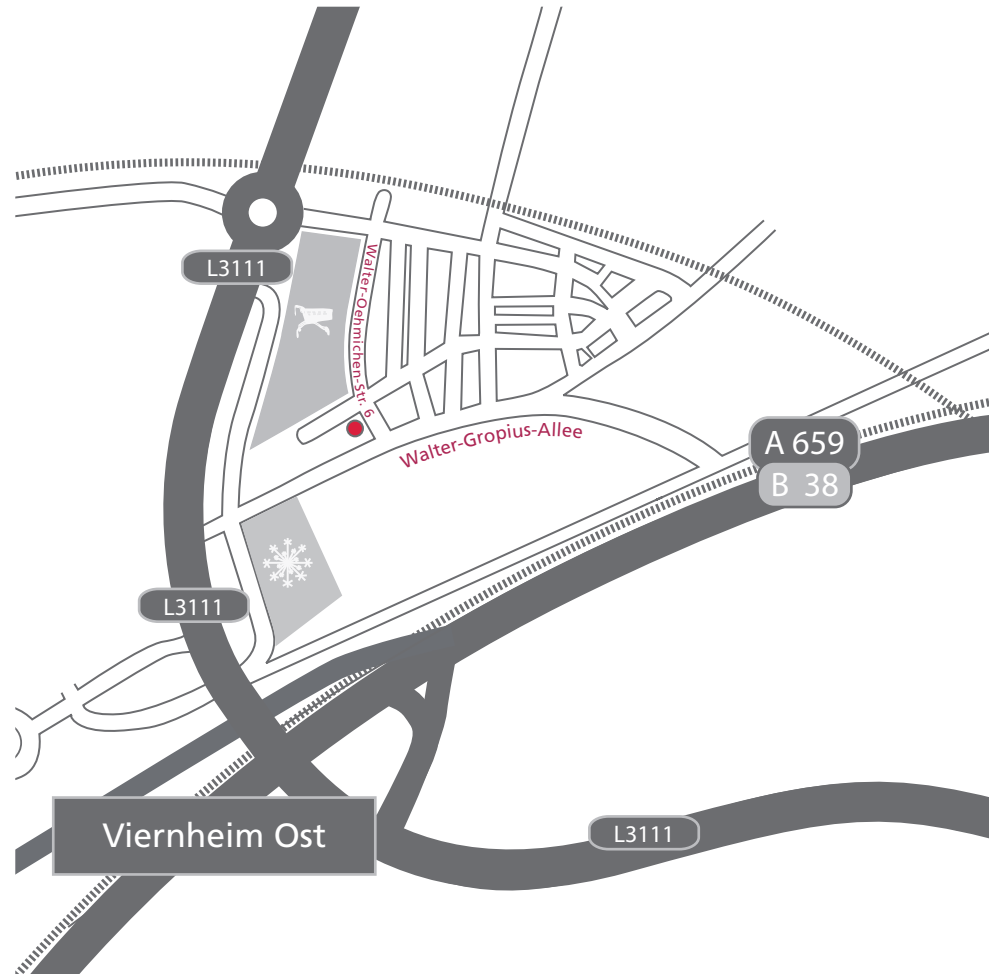 L3111
Walter-Oehmichen-Str. 6
Walter-Gropius-Allee
A 659
B 38
L3111
Viernheim Ost
L3111